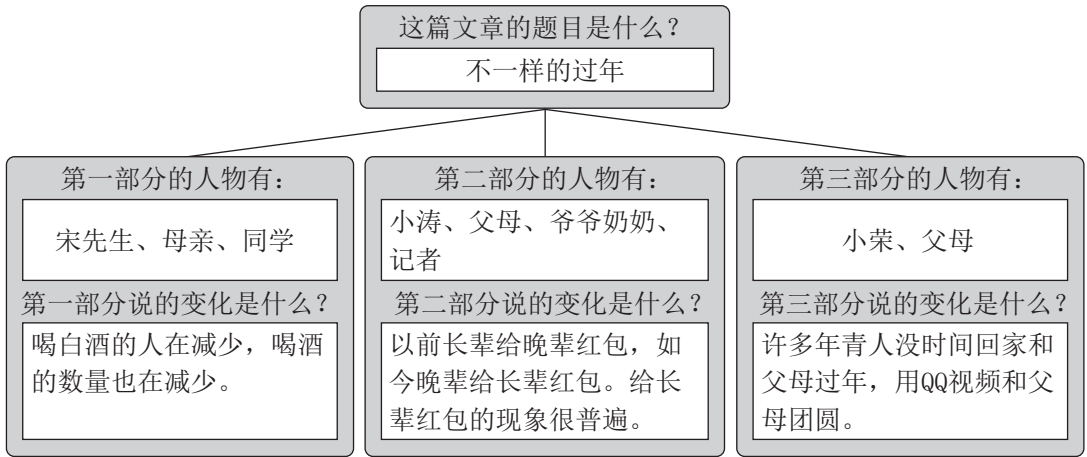 这篇文章的题目是什么？
不一样的过年
第一部分的人物有：
宋先生、母亲、同学
第一部分说的变化是什么？
喝白酒的人在减少，喝酒
的数量也在减少。
第二部分的人物有：
小涛、父母、爷爷奶奶、
记者
第二部分说的变化是什么？
以前长辈给晚辈红包，如
今晚辈给长辈红包。给长
辈红包的现象很普遍。
第三部分的人物有：
小荣、父母
第三部分说的变化是什么？
许多年青人没时间回家和
父母过年，用QQ视频和父
母团圆。